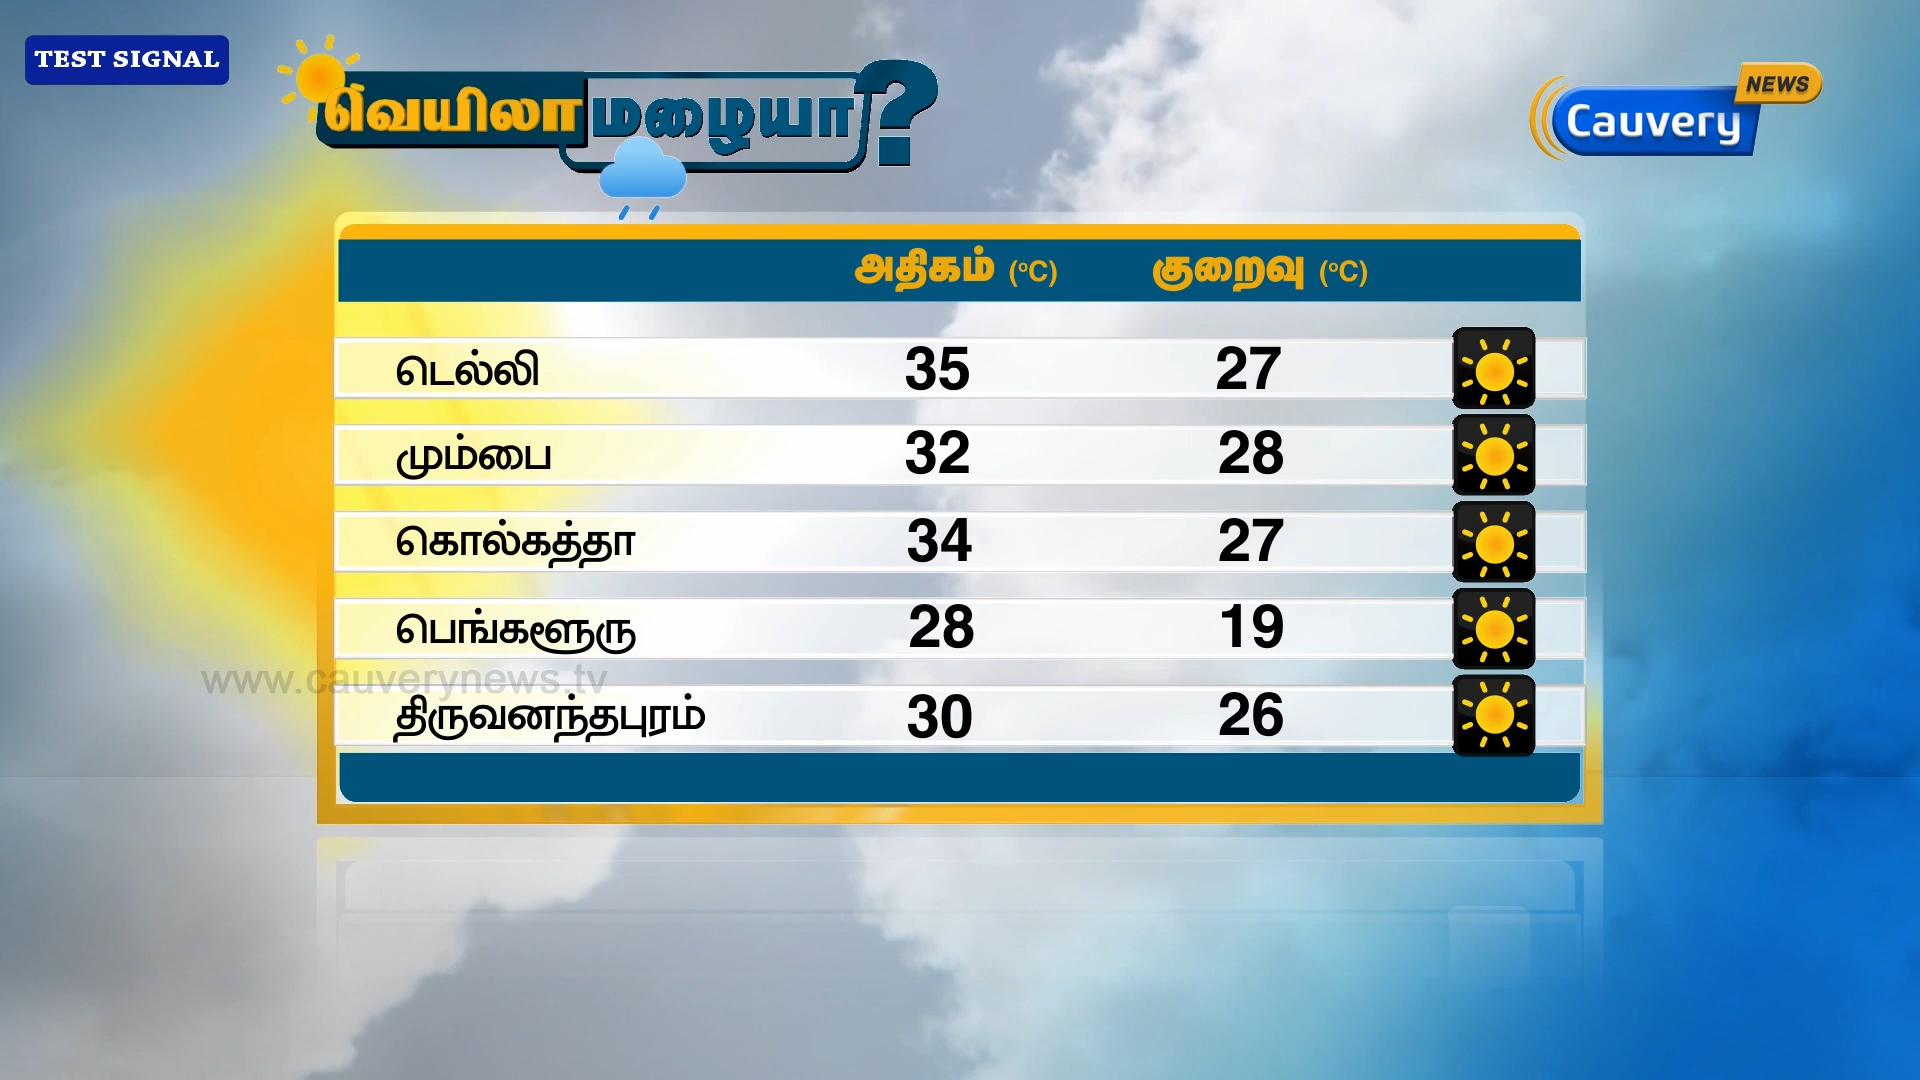 TEST SIGNAL
வெயிலா மழையா?
Cauvery NEWS
அதிகம் (°C) குறைவு (°C)
டெல்லி 35 27
மும்பை 32 28
கொல்கத்தா 34 27
பெங்களூரு 28 19
www.cauverynews.tv
திருவனந்தபுரம் 30 26